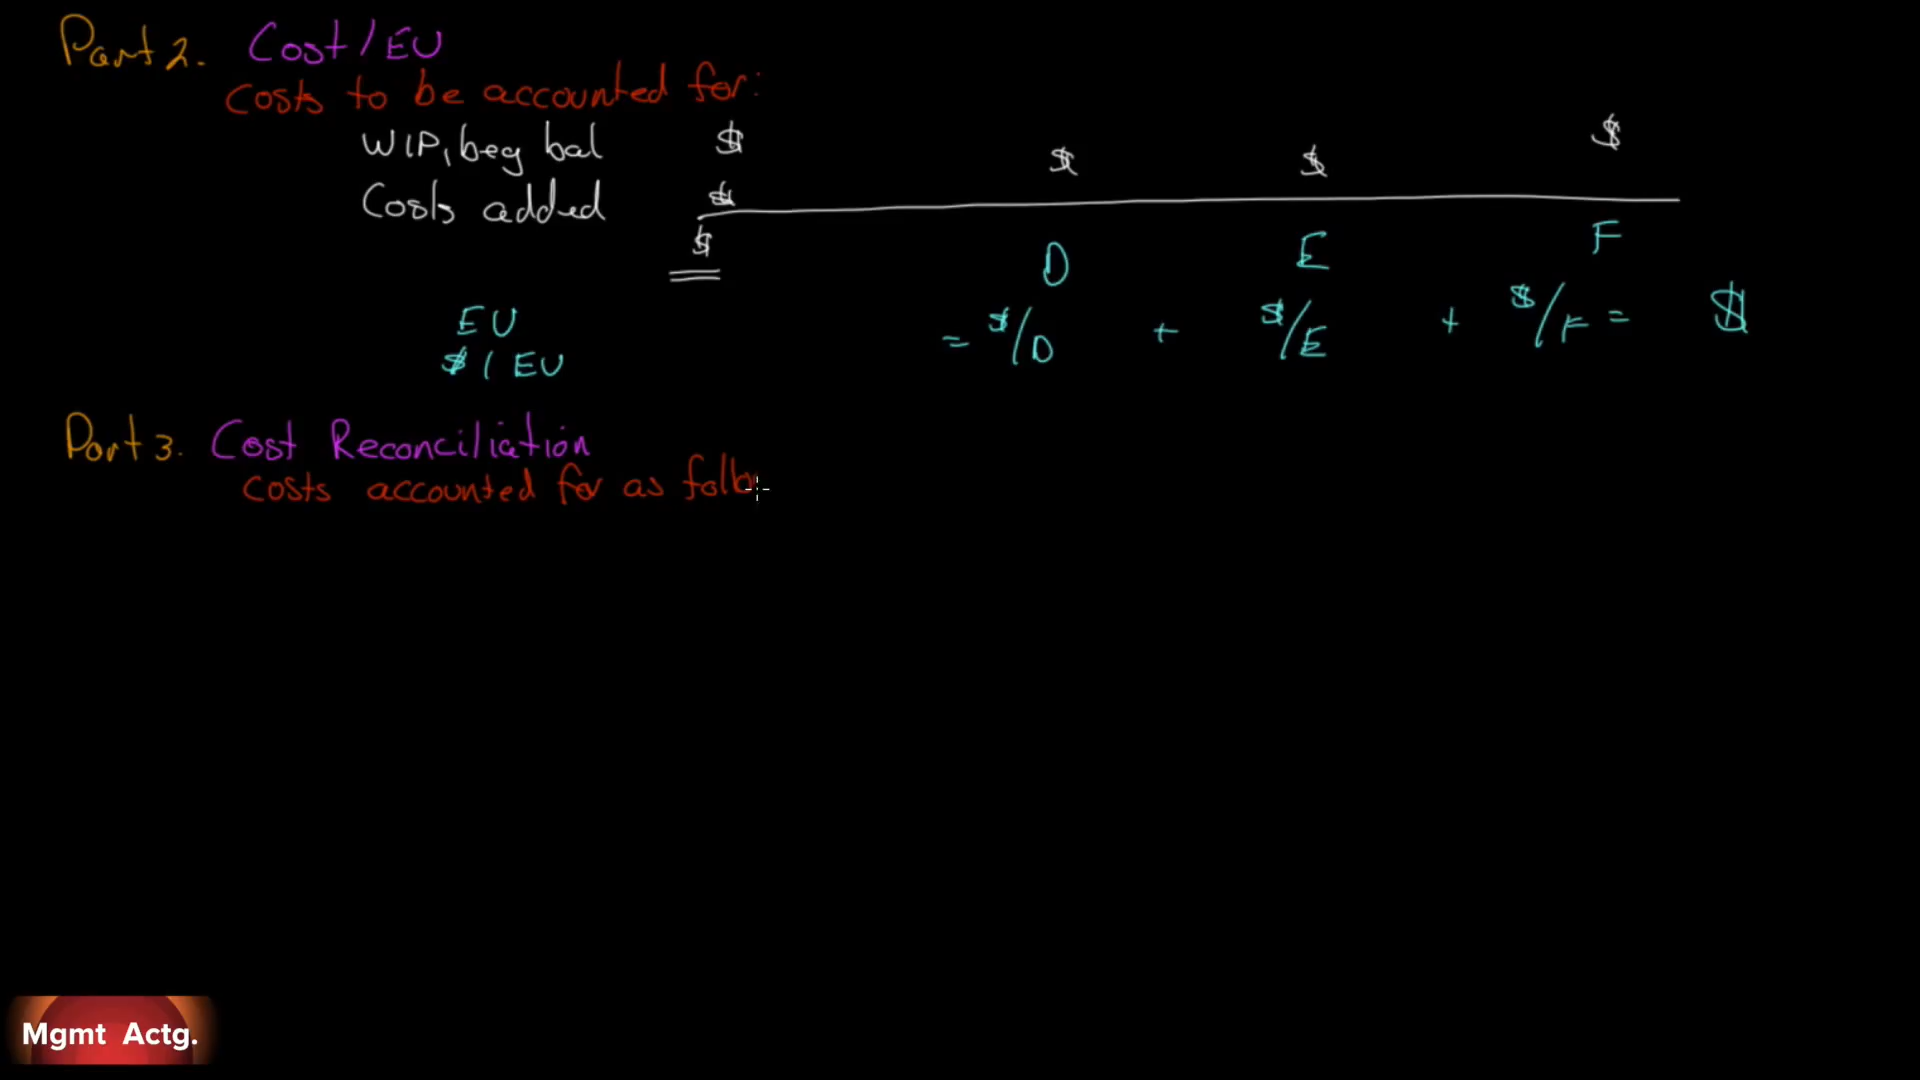 Part 2. Cost/EU
Costs to be accounted for:
WIP, beg bal $ $ $ $
Costs added $
$ D E F
EU
$/EU = $/D + $/E + $/F = $
Part 3. Cost Reconciliation
Costs accounted for as follo
Mgmt Actg.